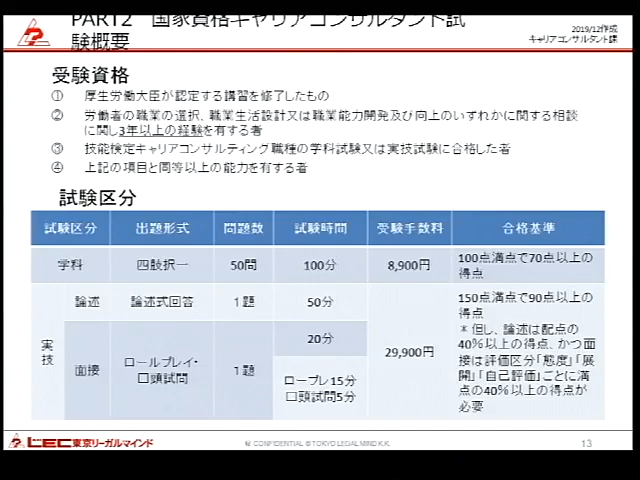 PART2 国家資格キャリアコンサルタント試
験概要
2019/12作成
キャリアコンサルタント課
受験資格
① 厚生労働大臣が認定する講習を修了したもの
② 労働者の職業の選択、職業生活設計又は職業能力開発及び向上のいずれかに関する相談
に関し3年以上の経験を有する者
③ 技能検定キャリアコンサルティング職種の学科試験又は実技試験に合格した者
④ 上記の項目と同等以上の能力を有する者
試験区分
試験区分 出題形式 問題数 試験時間 受験手数料 合格基準
学科 四肢択一 50問 100分 8,900円 100点満点で70点以上の
得点
実技 論述 論述式回答 1題 50分 29,900円 150点満点で90点以上の
得点
＊但し、論述は配点の
40%以上の得点、かつ面
接は評価区分「態度」「展
開」「自己評価」ごとに満
点の40%以上の得点が
必要
面接 ロールプレイ・
口頭試問 1題 20分
ロープレ15分
口頭試問5分
LEC東京リーガルマインド
© CONFIDENTIAL ©TOKYO LEGAL MIND K.K.
13